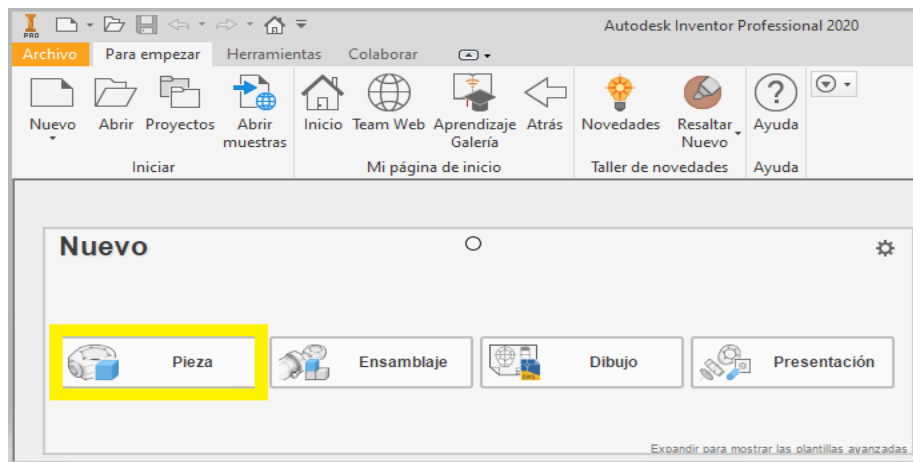 PRO
Autodesk Inventor Professional 2020
Archivo Para empezar Herramientas Colaborar
Nuevo Abrir Proyectos Abrir muestras Inicio Team Web Aprendizaje Galería Atrás Novedades Resaltar Nuevo Ayuda
Iniciar Mi página de inicio Taller de novedades Ayuda
Nuevo
Pieza Ensamblaje Dibujo Presentación
Expandir para mostrar las plantillas avanzadas